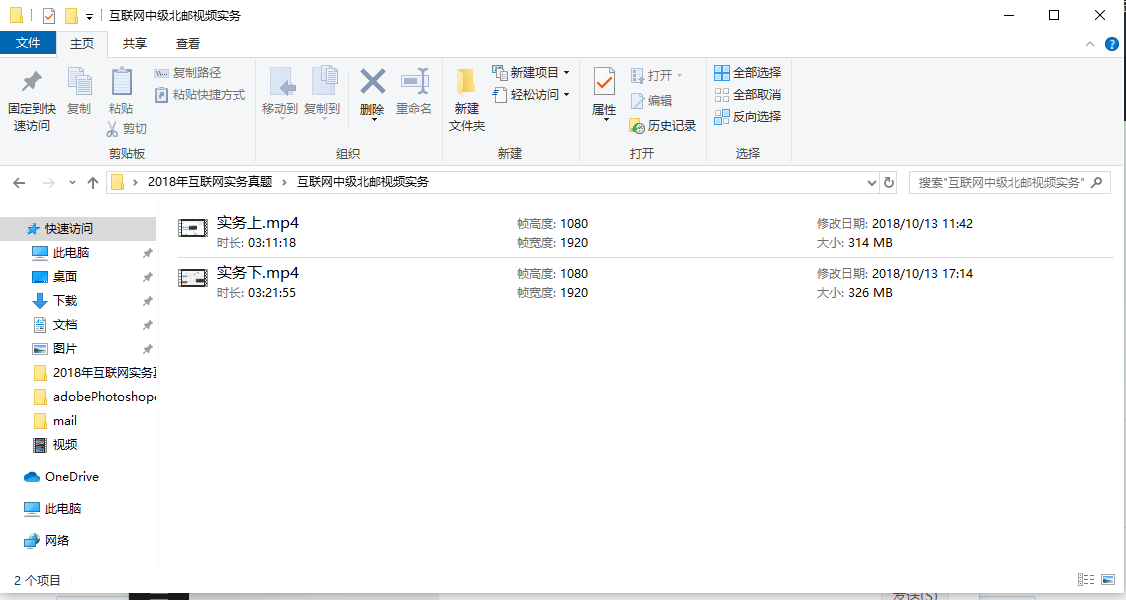 互联网中级北邮视频实务
文件 主页 共享 查看
固定到快速访问
复制
粘贴
复制路径
粘贴快捷方式
剪切
剪贴板
移动到
复制到
删除
重命名
组织
新建
文件夹
新建项目
轻松访问
新建
属性
打开
编辑
历史记录
打开
全部选择
全部取消
反向选择
选择
2018年互联网实务真题 › 互联网中级北邮视频实务
搜索"互联网中级北邮视频实务"
快速访问
此电脑
桌面
下载
文档
图片
2018年互联网实务真
adobePhotoshop
mail
视频
OneDrive
此电脑
网络
实务上.mp4 帧高度: 1080 修改日期: 2018/10/13 11:42
时长: 03:11:18 帧宽度: 1920 大小: 314 MB
实务下.mp4 帧高度: 1080 修改日期: 2018/10/13 17:14
时长: 03:21:55 帧宽度: 1920 大小: 326 MB
2 个项目
发送(S)